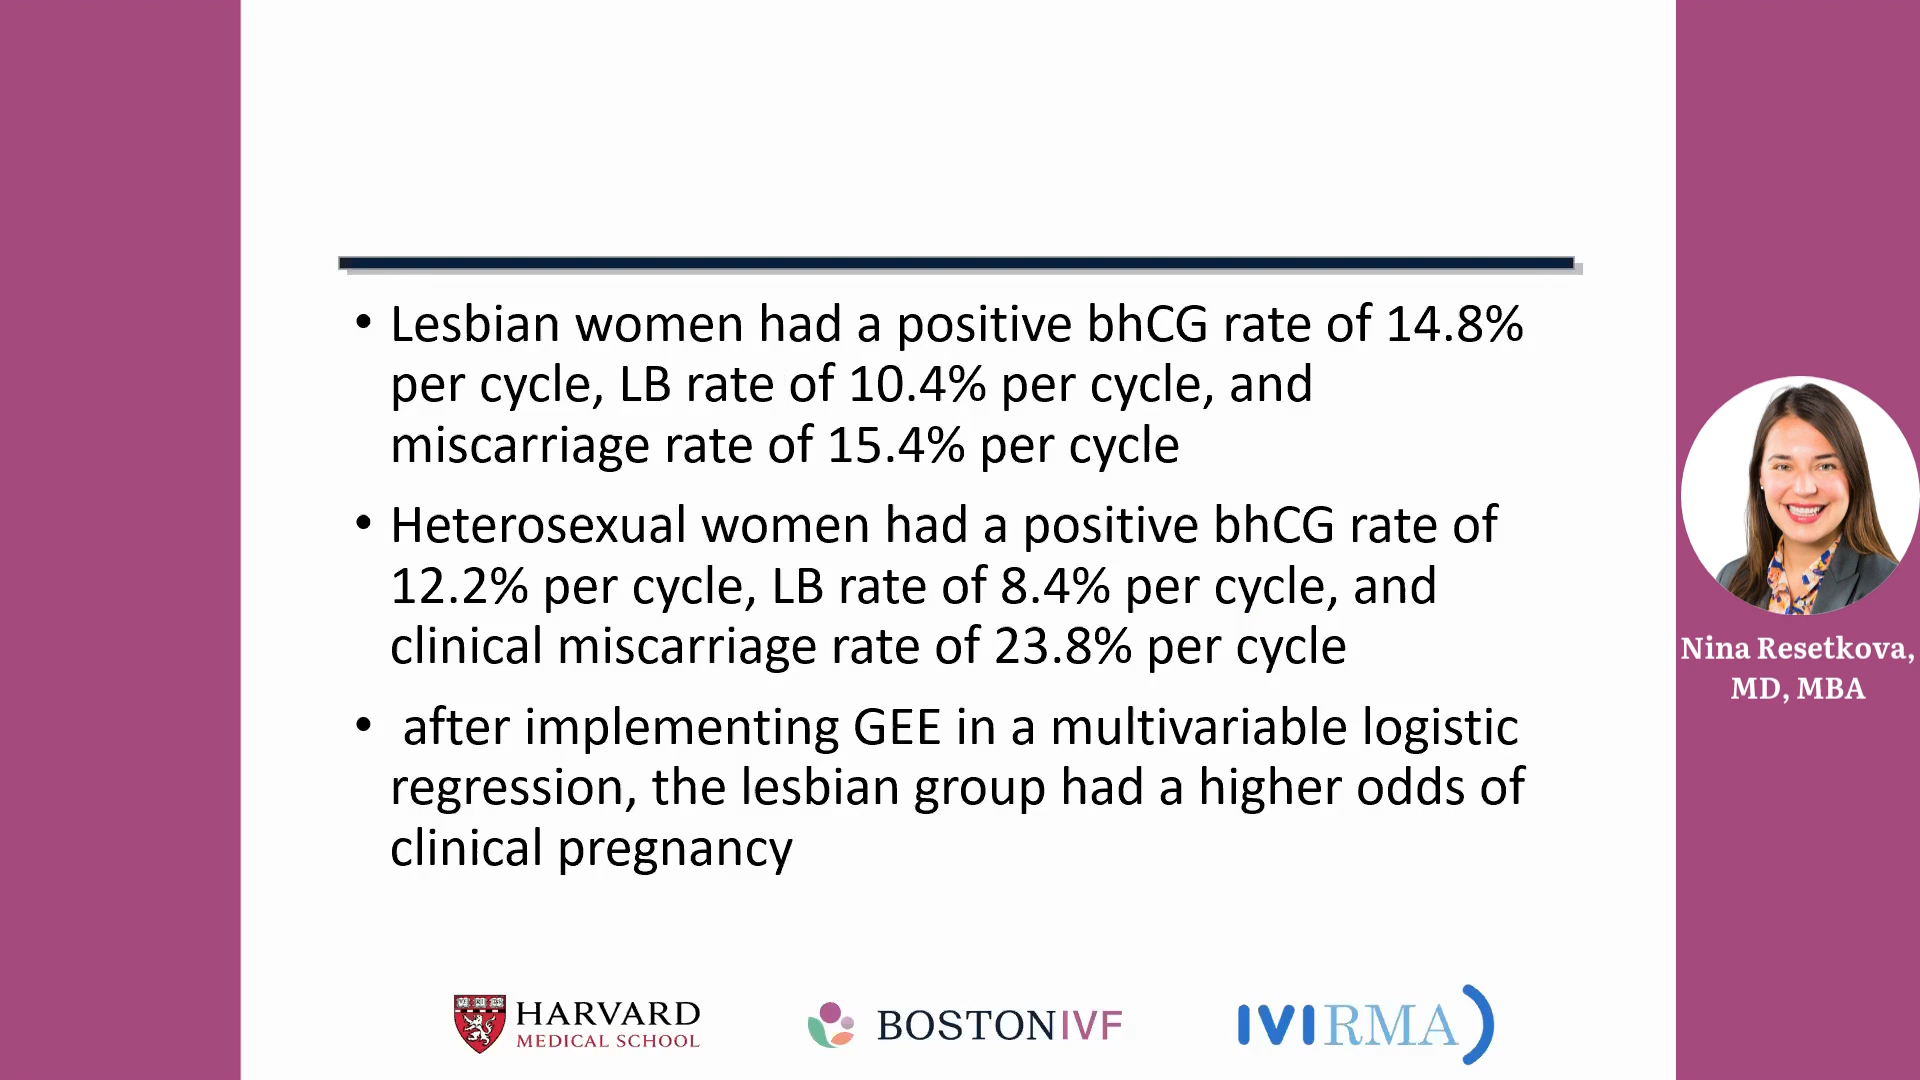 • Lesbian women had a positive bhCG rate of 14.8%
per cycle, LB rate of 10.4% per cycle, and
miscarriage rate of 15.4% per cycle
• Heterosexual women had a positive bhCG rate of
12.2% per cycle, LB rate of 8.4% per cycle, and
clinical miscarriage rate of 23.8% per cycle
• after implementing GEE in a multivariable logistic
regression, the lesbian group had a higher odds of
clinical pregnancy
Nina Resetkova,
MD, MBA
HARVARD
MEDICAL SCHOOL
BOSTONIVF
IVIRMA